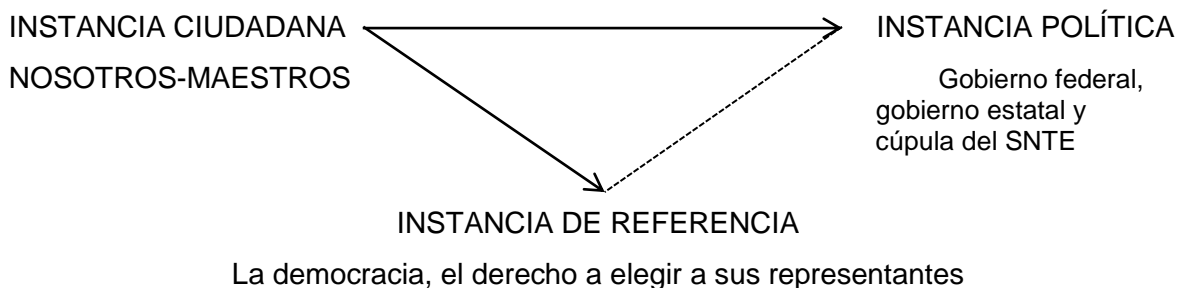 INSTANCIA CIUDADANA
INSTANCIA POLÍTICA
NOSOTROS-MAESTROS
Gobierno federal,
gobierno estatal y
cúpula del SNTE
INSTANCIA DE REFERENCIA
La democracia, el derecho a elegir a sus representantes